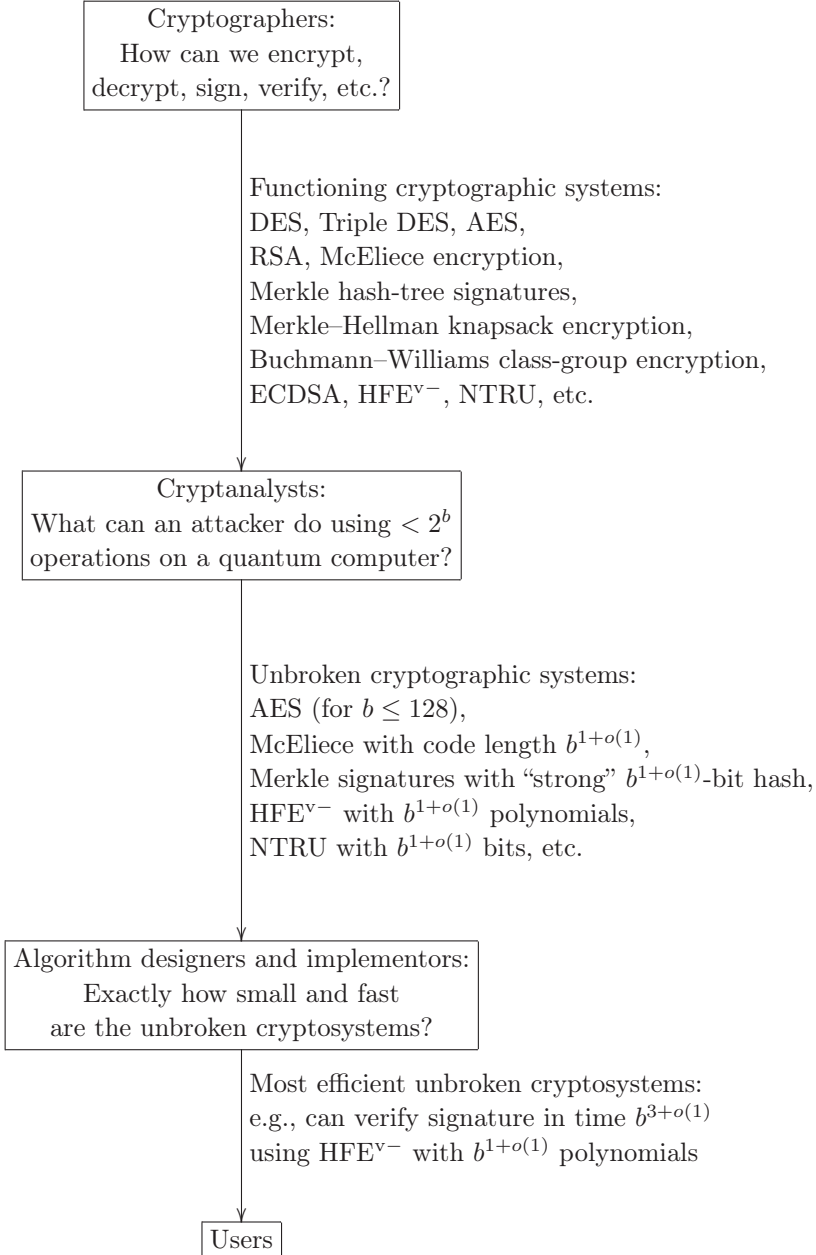 Cryptographers:
How can we encrypt,
decrypt, sign, verify, etc.?
Functioning cryptographic systems:
DES, Triple DES, AES,
RSA, McEliece encryption,
Merkle hash-tree signatures,
Merkle–Hellman knapsack encryption,
Buchmann–Williams class-group encryption,
ECDSA, HFE^{v−}, NTRU, etc.
Cryptanalysts:
What can an attacker do using < 2^b
operations on a quantum computer?
Unbroken cryptographic systems:
AES (for b ≤ 128),
McEliece with code length b^{1+o(1)},
Merkle signatures with “strong” b^{1+o(1)}-bit hash,
HFE^{v−} with b^{1+o(1)} polynomials,
NTRU with b^{1+o(1)} bits, etc.
Algorithm designers and implementors:
Exactly how small and fast
are the unbroken cryptosystems?
Most efficient unbroken cryptosystems:
e.g., can verify signature in time b^{3+o(1)}
using HFE^{v−} with b^{1+o(1)} polynomials
Users